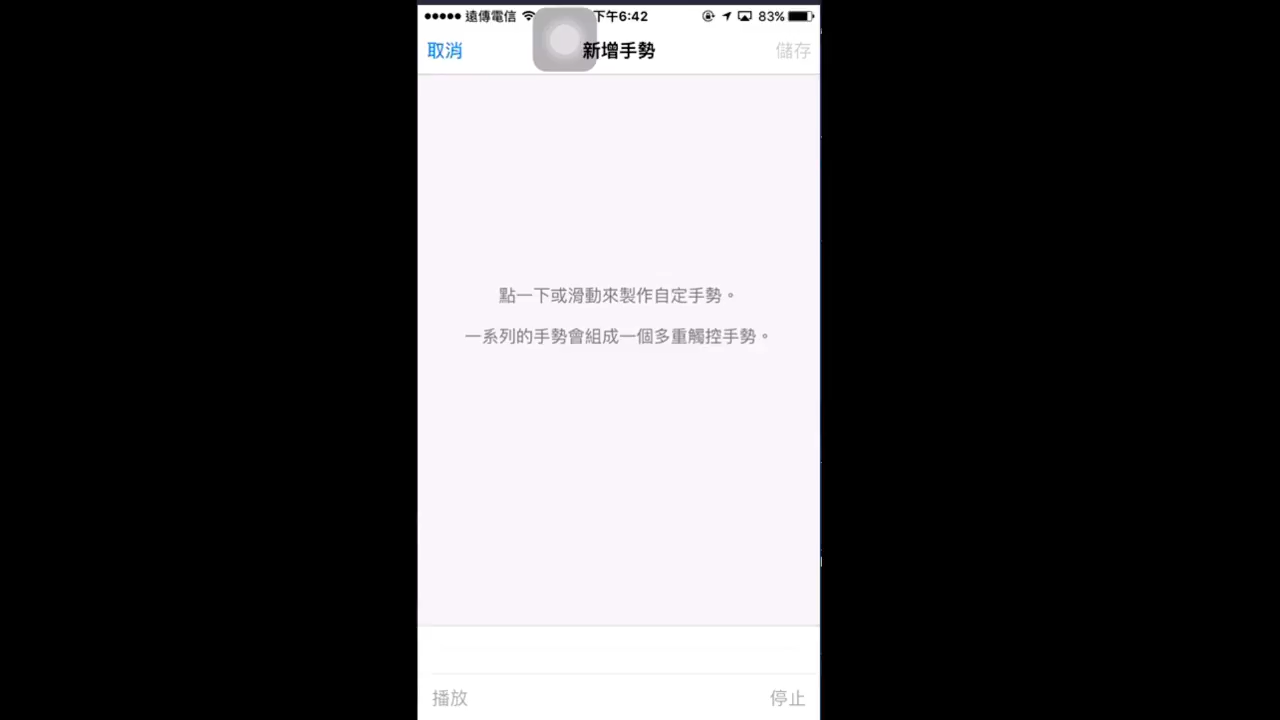 遠傳電信 下午6:42 83%
取消 新增手勢 儲存
點一下或滑動來製作自定手勢。
一系列的手勢會組成一個多重觸控手勢。
播放 停止